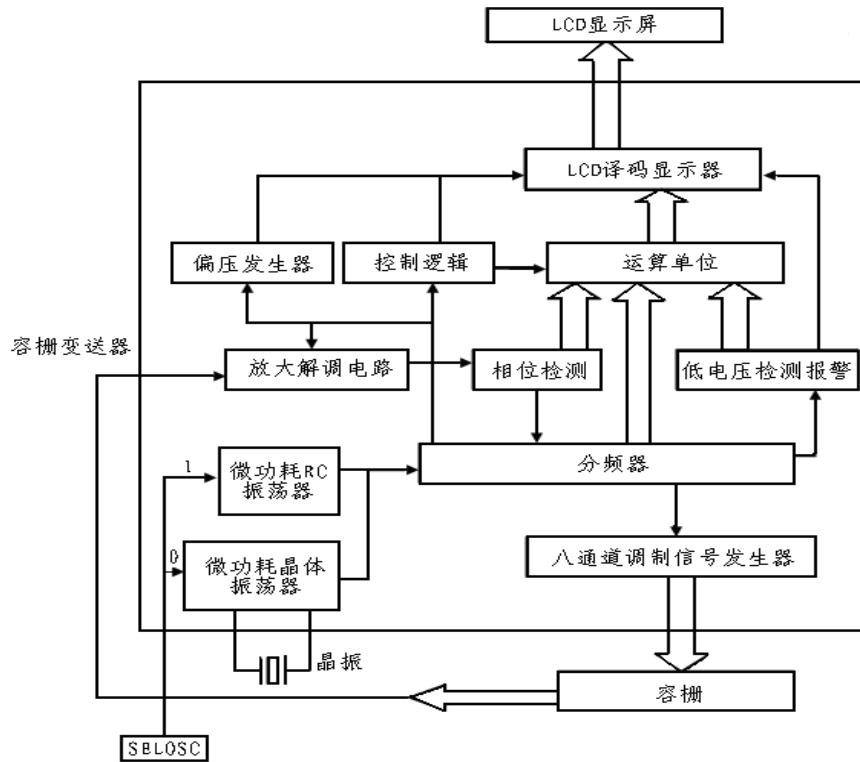 LCD显示屏
LCD译码显示器
偏压发生器
控制逻辑
运算单位
容栅变送器
放大解调电路
相位检测
低电压检测报警
1
微功耗RC
振荡器
分频器
0
微功耗晶体
振荡器
八通道调制信号发生器
晶振
容栅
SBLOSC